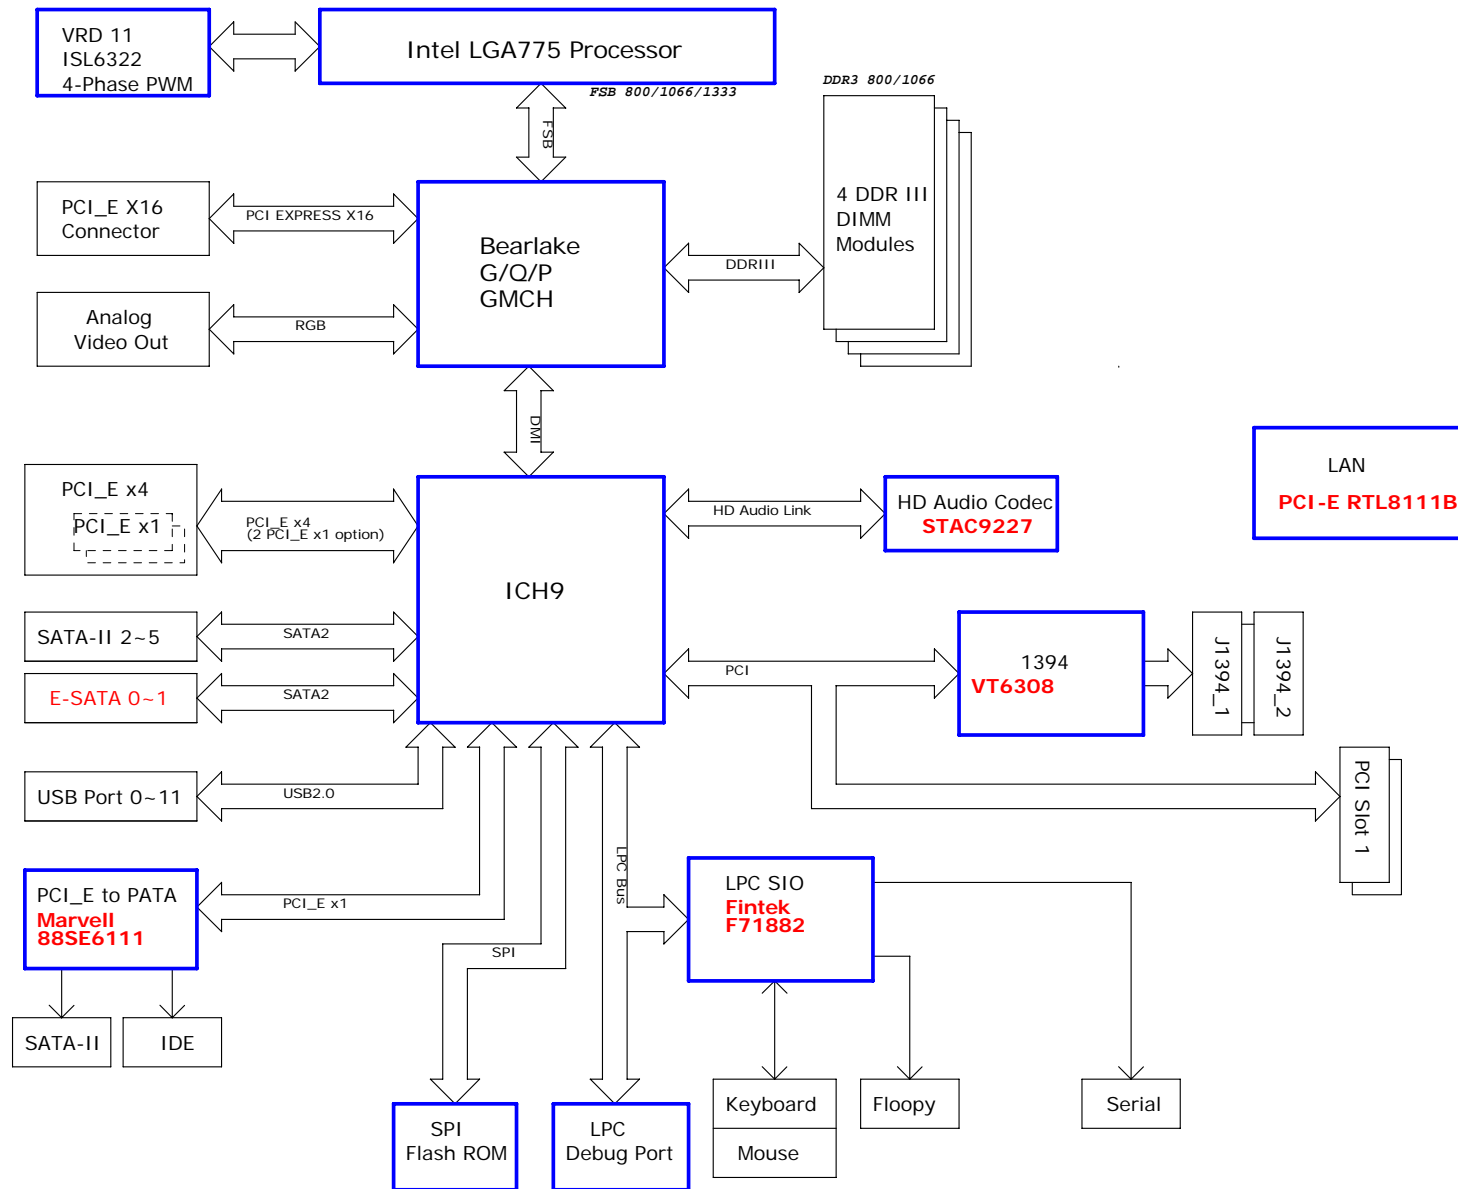 VRD 11
ISL6322
4-Phase PWM
Intel LGA775 Processor
FSB 800/1066/1333
DDR3 800/1066
FSB
PCI_E X16
Connector
PCI EXPRESS X16
Bearlake
G/Q/P
GMCH
DDRIII
4 DDR III
DIMM
Modules
Analog
Video Out
RGB
DMI
LAN
PCI-E RTL8111B
PCI_E x4
PCI_E x1
PCI_E x4
(2 PCI_E x1 option)
HD Audio Link
HD Audio Codec
STAC9227
ICH9
SATA-II 2~5
SATA2
E-SATA 0~1
SATA2
PCI
1394
VT6308
J1394_1
J1394_2
USB Port 0~11
USB2.0
PCI Slot 1
PCI_E to PATA
Marvell
88SE6111
PCI_E x1
LPC Bus
LPC SIO
Fintek
F71882
SPI
SATA-II
IDE
SPI
Flash ROM
LPC
Debug Port
Keyboard
Mouse
Floopy
Serial